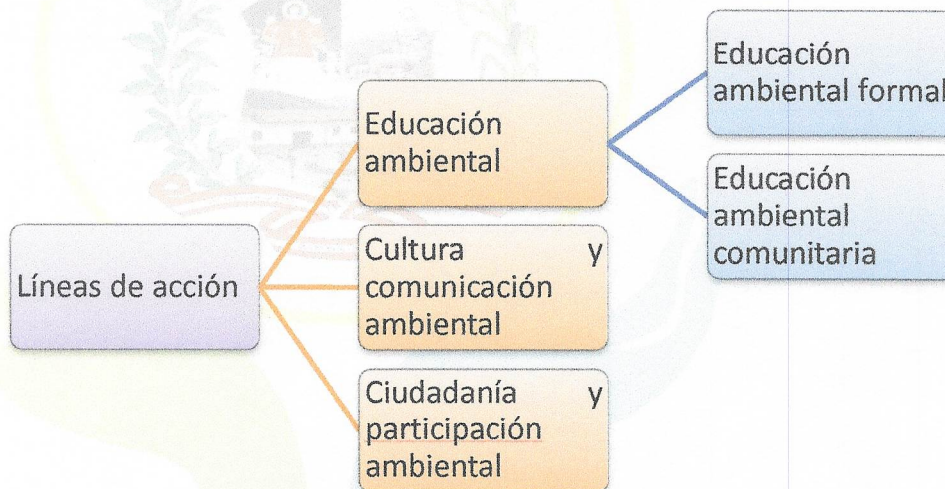 Líneas de acción
Educación
ambiental
Cultura y
comunicación
ambiental
Ciudadanía y
participación
ambiental
Educación
ambiental formal
Educación
ambiental
comunitaria